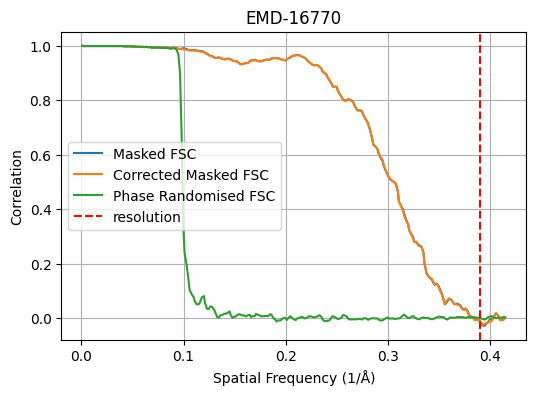 EMD-16770
1.0
0.8
0.6
0.4
0.2
0.0
Correlation
Masked FSC
Corrected Masked FSC
Phase Randomised FSC
resolution
0.0 0.1 0.2 0.3 0.4
Spatial Frequency (1/Å)